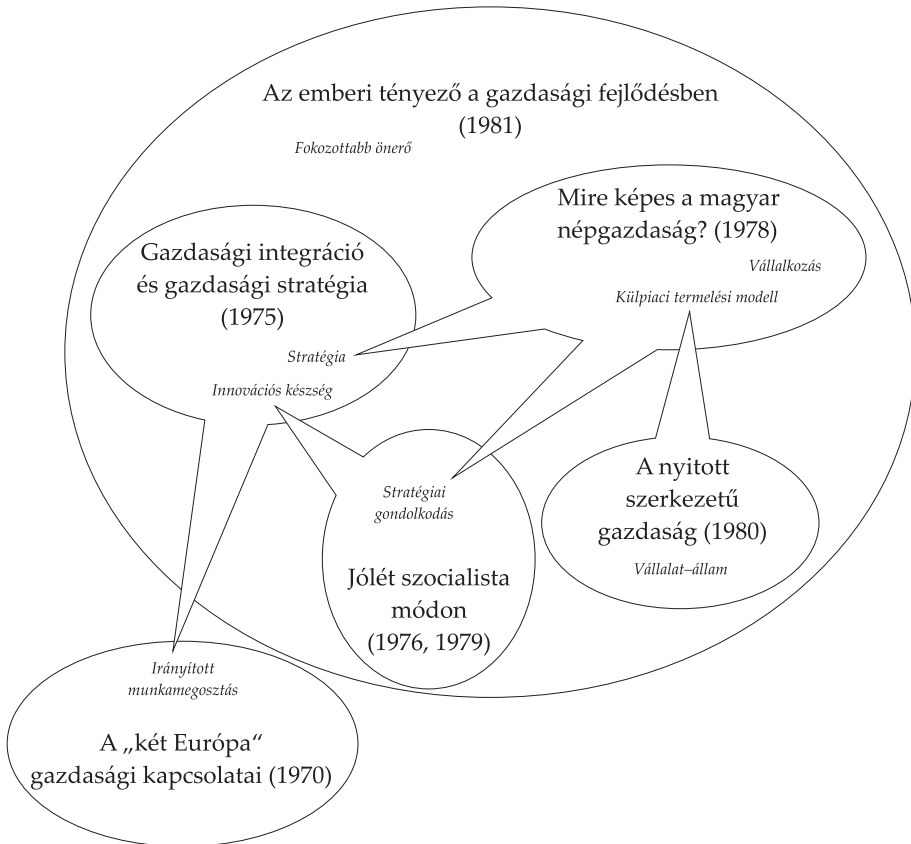 Az emberi tényező a gazdasági fejlődésben
(1981)
Fokozottabb önerő
Mire képes a magyar
népgazdaság? (1978)
Vállalkozás
Külpiaci termelési modell
Gazdasági integráció
és gazdasági stratégia
(1975)
Stratégia
Innovációs készség
Stratégiai
gondolkodás
Jólét szocialista
módon
(1976, 1979)
A nyitott
szerkezetű
gazdaság (1980)
Vállalat–állam
Irányított
munkamegosztás
A „két Európa“
gazdasági kapcsolatai (1970)